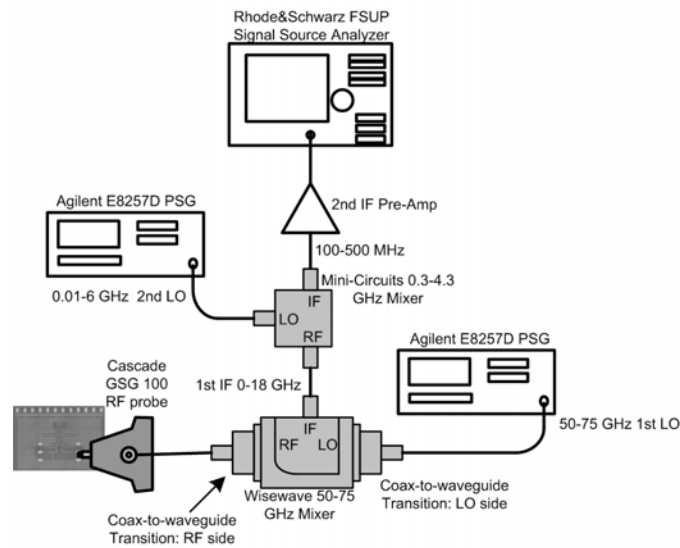 Rhode&Schwarz FSUP
Signal Source Analyzer
2nd IF Pre-Amp
Agilent E8257D PSG
100-500 MHz
0.01-6 GHz 2nd LO
Mini-Circuits 0.3-4.3
GHz Mixer
IF
LO
RF
Agilent E8257D PSG
Cascade
GSG 100
RF probe
1st IF 0-18 GHz
50-75 GHz 1st LO
IF
RF LO
Wisewave 50-75
GHz Mixer
Coax-to-waveguide
Transition: LO side
Coax-to-waveguide
Transition: RF side